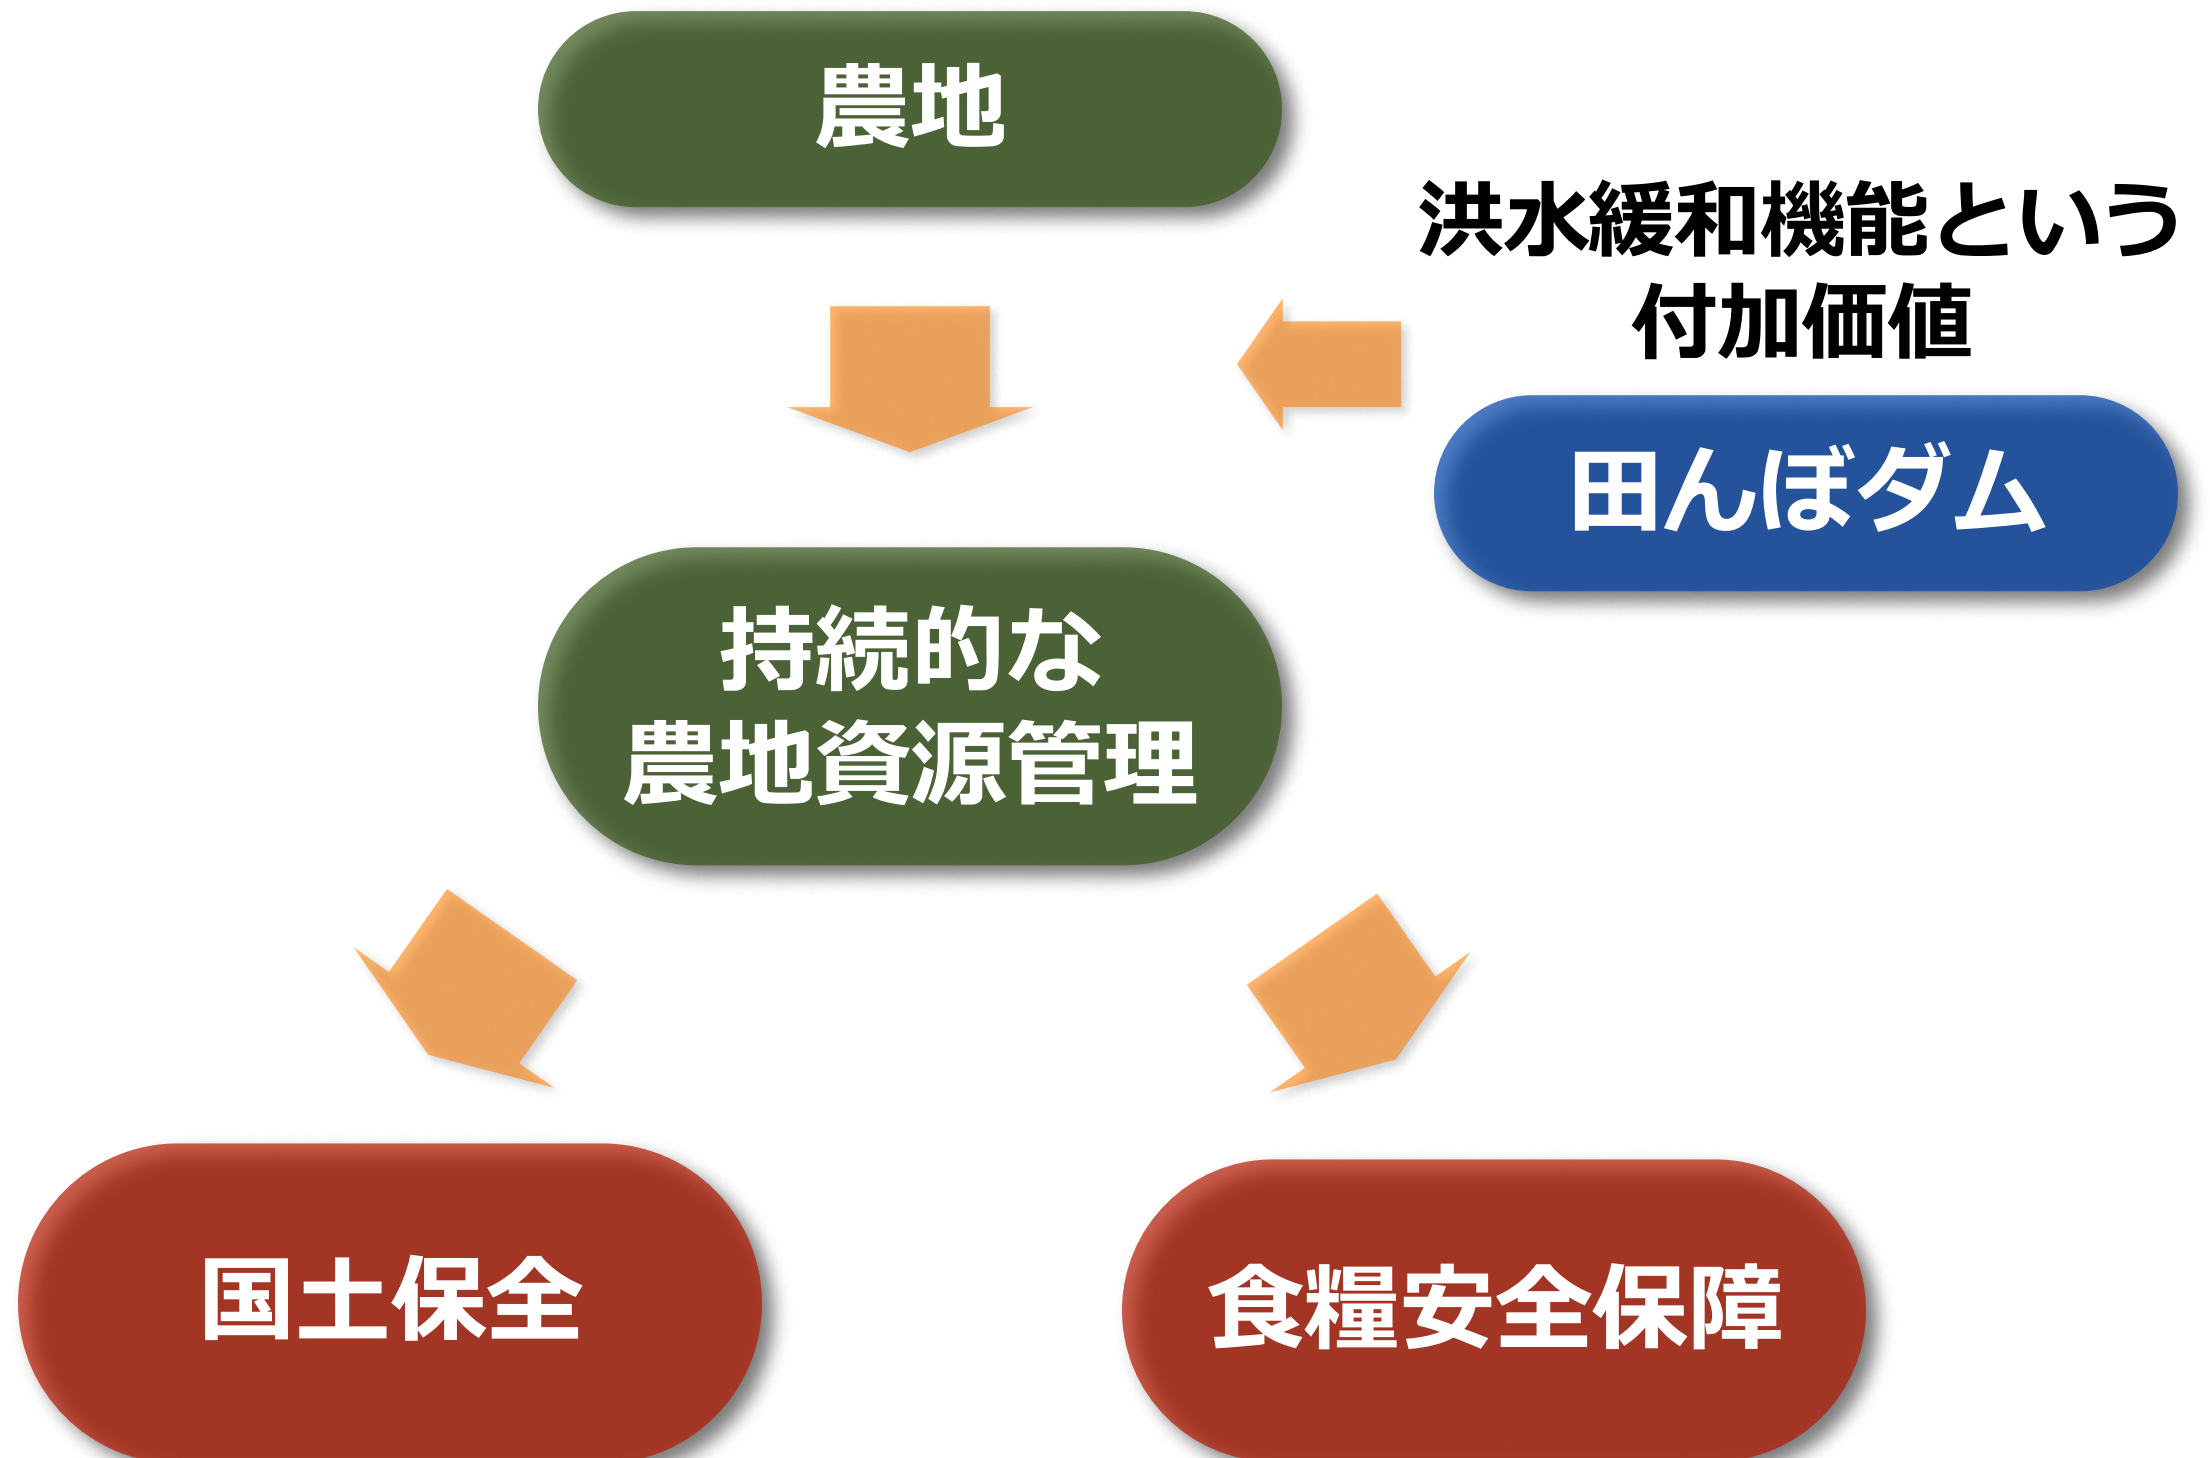 農地
洪水緩和機能という
付加価値
田んぼダム
持続的な
農地資源管理
国土保全
食糧安全保障